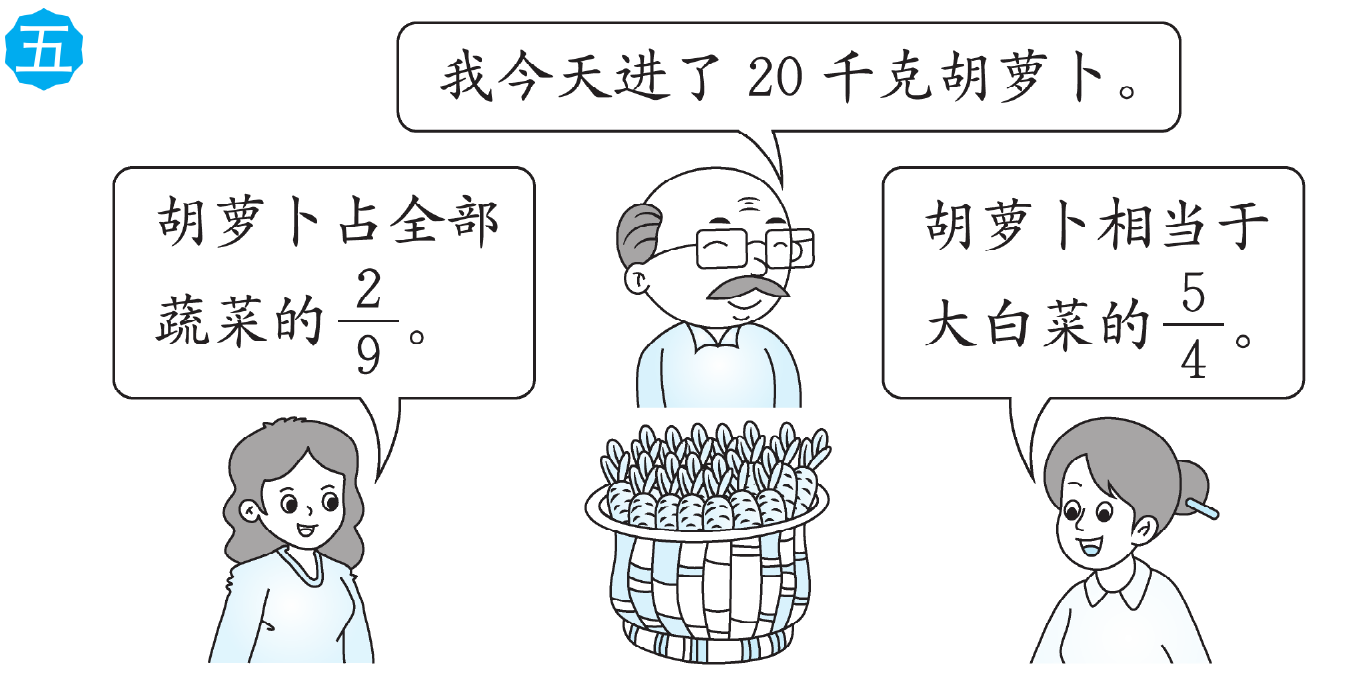 五
我今天进了 20 千克胡萝卜。
胡萝卜占全部
蔬菜的 2/9。
胡萝卜相当于
大白菜的 5/4。